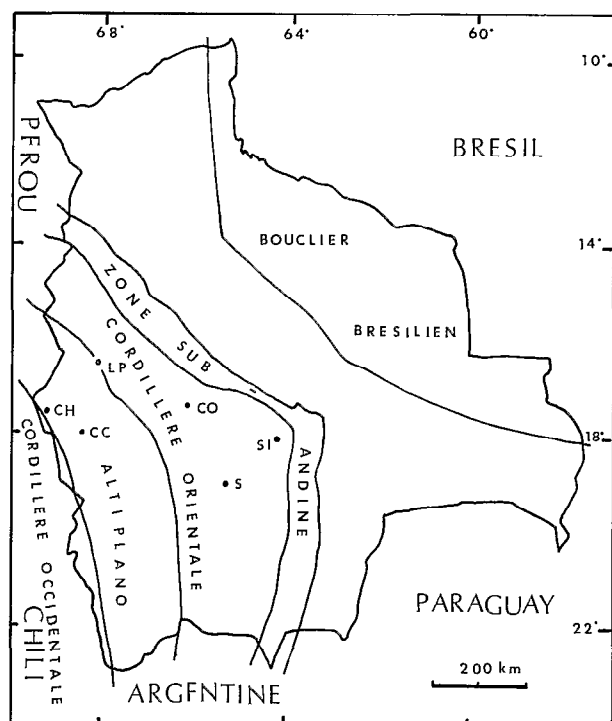 68° 64° 60°
10°
PEROU
BRESIL
BOUCLIER
14°
BRESILIEN
ZONE SUB ANDINE
CORDILLERE ORIENTALE
LP
CH
CO
CC
SI
18°
S
ALTIPLANO
CORDILLERE OCCIDENTALE
CHILI
PARAGUAY
22°
200 km
ARGENTINE